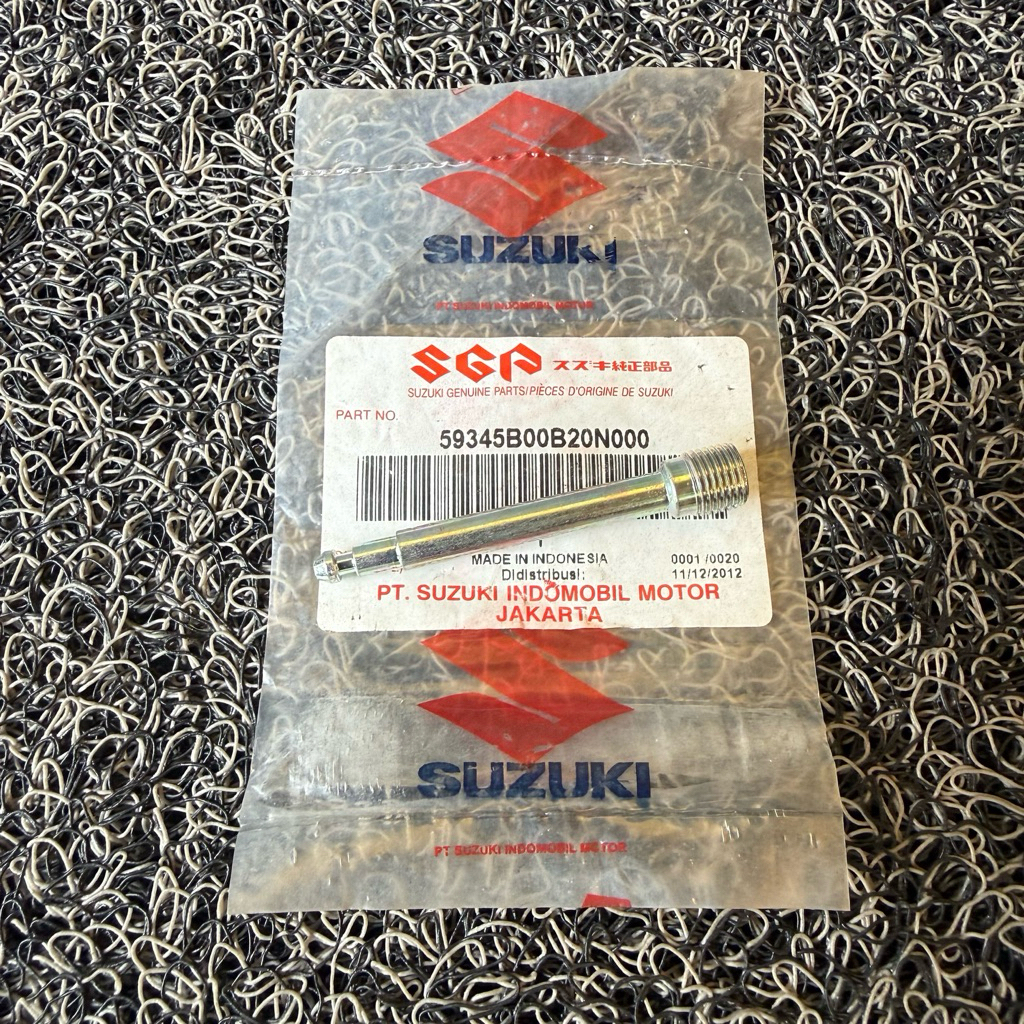 SUZUKI
PT SUZUKI INDOMOBIL MOTOR
SGP スズキ純正部品
SUZUKI GENUINE PARTS/PIÈCES D'ORIGINE DE SUZUKI
PART NO.
59345B00B20N000
MADE IN INDONESIA 0001 /0020
Didistribusi: 11/12/2012
PT. SUZUKI INDOMOBIL MOTOR
JAKARTA
SUZUKI
PT SUZUKI INDOMOBIL MOTOR